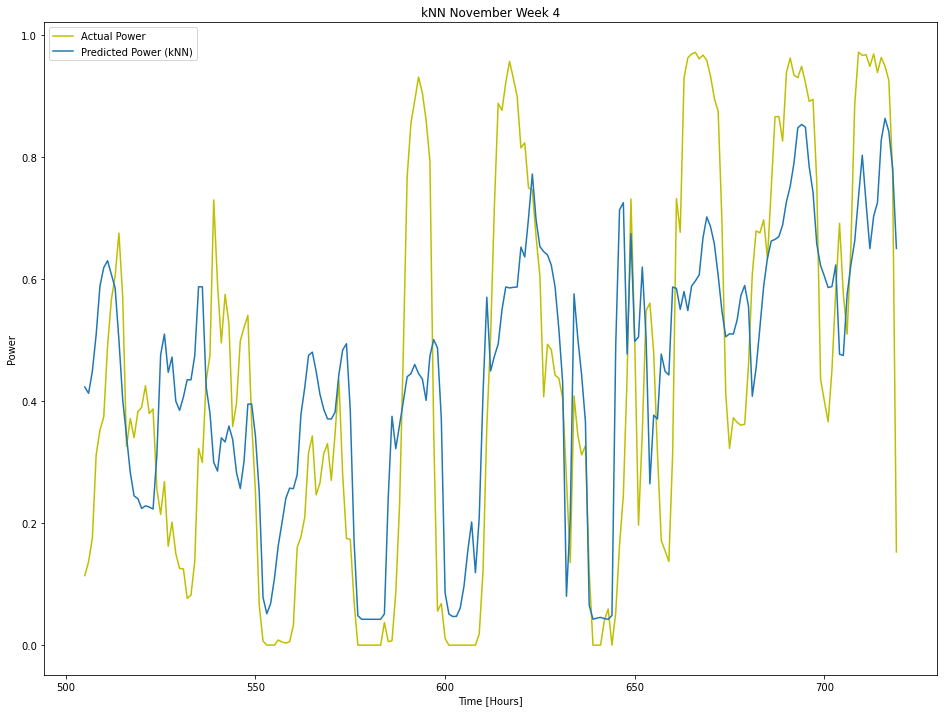 kNN November Week 4
Actual Power
Predicted Power (kNN)
1.0
0.8
0.6
0.4
0.2
0.0
Power
500
550
600
650
700
Time [Hours]